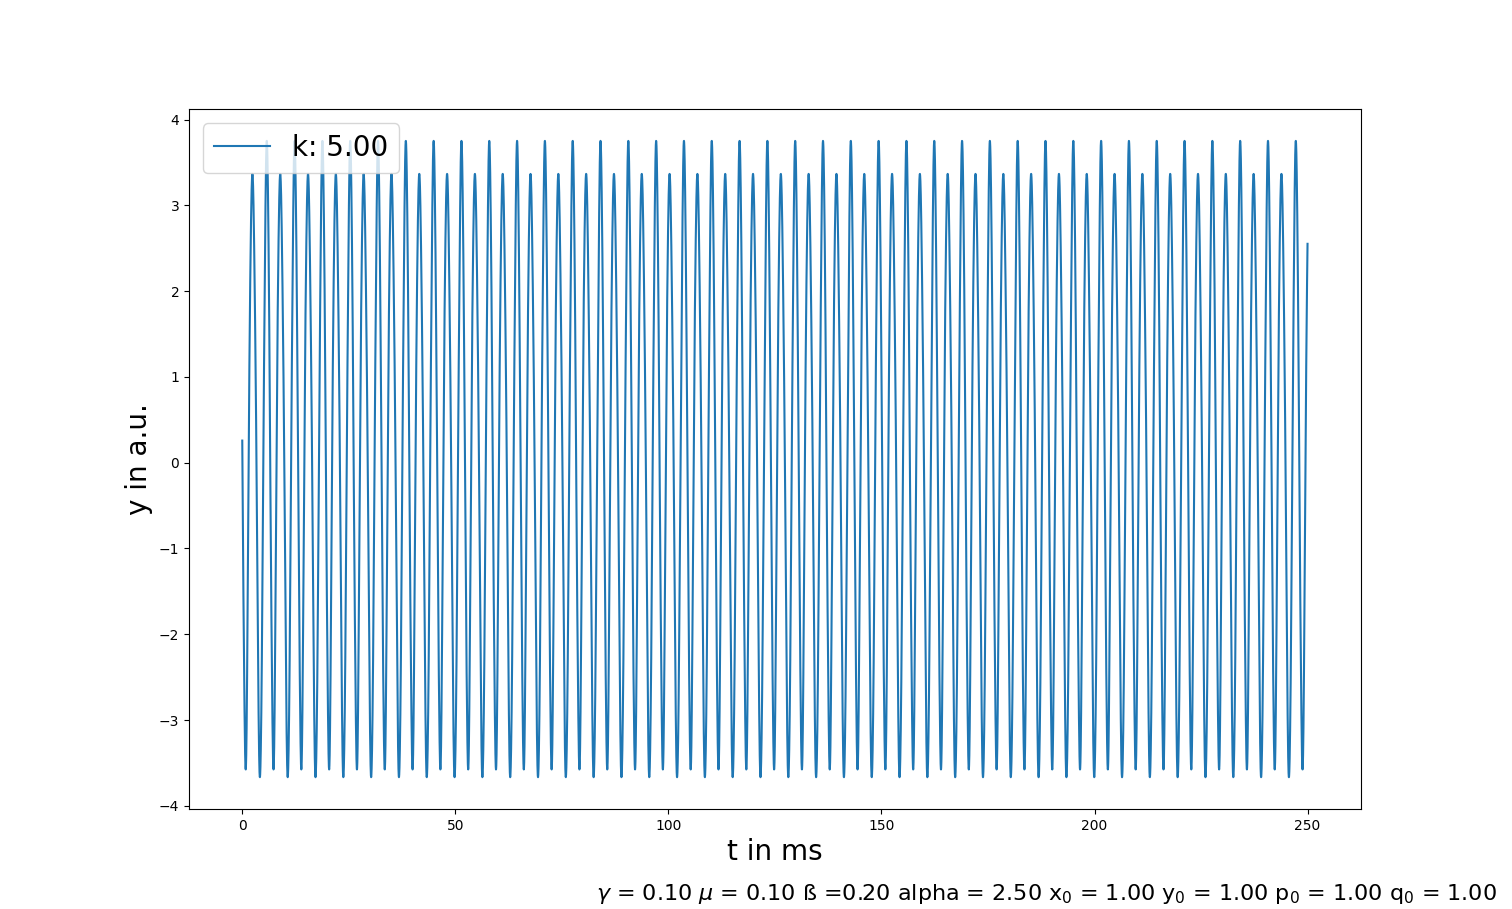 4
k: 5.00
3
2
1
0
−1
−2
−3
−4
y in a.u.
0 50 100 150 200 250
t in ms
γ = 0.10 μ = 0.10 ß =0.20 alpha = 2.50 x₀ = 1.00 y₀ = 1.00 p₀ = 1.00 q₀ = 1.00